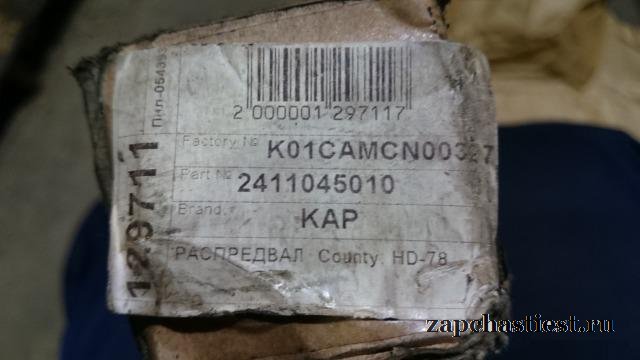 2 000001 297117
Factory №
K01CAMCN00327
Part №
2411045010
Brand.
KAP
РАСПРЕДВАЛ County, HD-78
129711
zapchastiest.ru